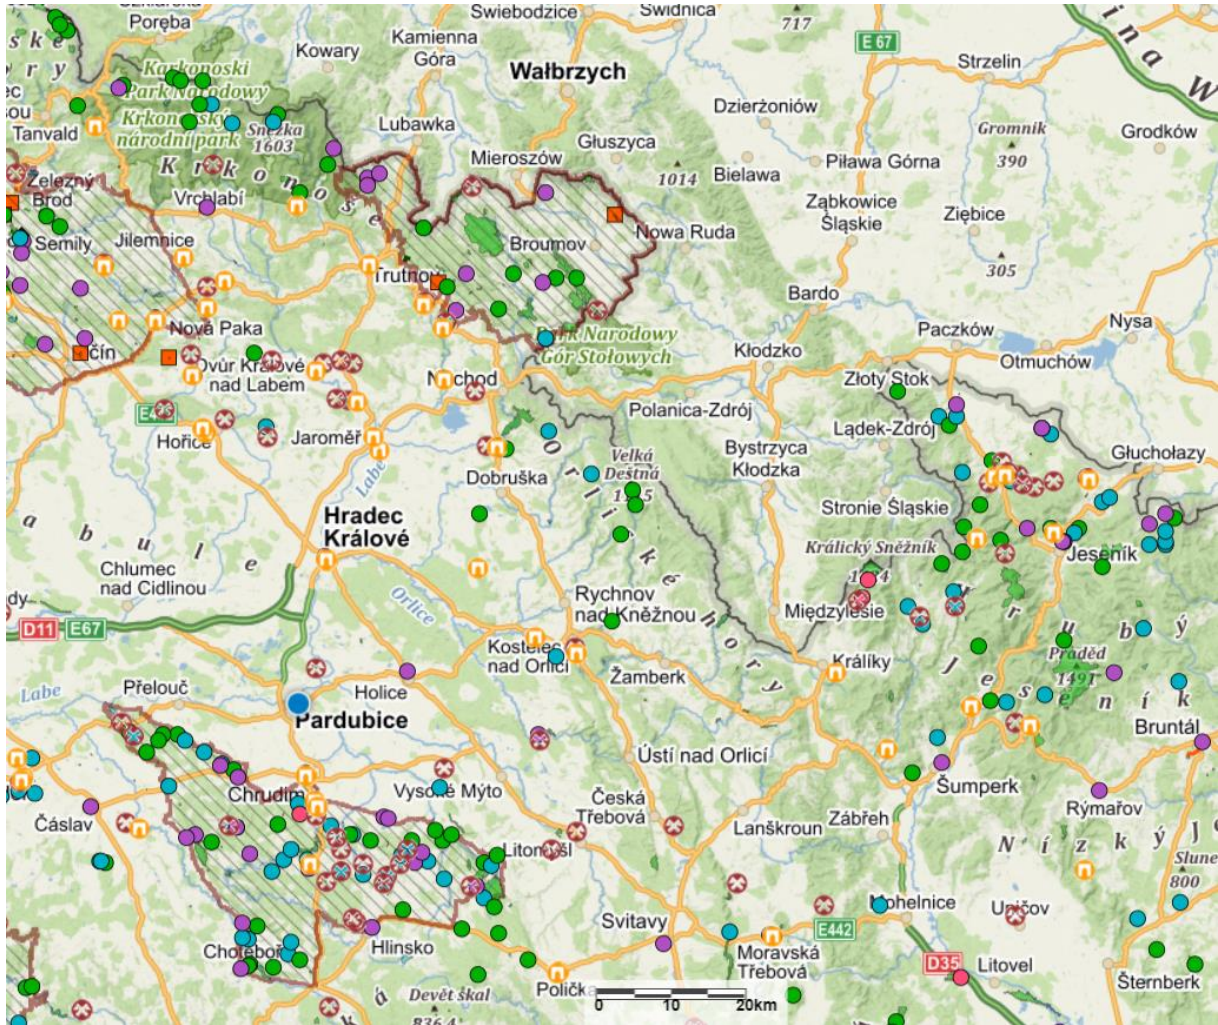 Poręba
Świebodzice
Świdnica
717
Kowary
Kamienna
Góra
E 67
Strzelin
Wałbrzych
Karkonoski
Park Narodowy
Krkonošský
národní park
Sněžka
1603
Tanvald
Dzierżoniów
Lubawka
Gromnik
390
Grodków
Głuszyca
Mieroszów
Piława Górna
Bielawa
1014
Krkonoše
Železný
Brod
Vrchlabí
Ząbkowice
Śląskie
Ziębice
Semily
Jilemnice
Broumov
Nowa Ruda
305
Trutnov
Bardo
Nová Paka
Park Narodowy
Gór Stołowych
Paczków
Nysa
Otmuchów
Kłodzko
Dvůr Králové
nad Labem
Náchod
Złoty Stok
Polanica-Zdrój
Lądek-Zdrój
Hořice
Jaroměř
Bystrzyca
Kłodzka
Głuchołazy
Labe
Velká
Deštná
Dobruška
Stronie Śląskie
Hradec
Králové
Králický Sněžník
Jeseník
Chlumec
nad Cidlinou
Orlice
Rychnov
nad Kněžnou
Międzylesie
D11
E67
Orlické hory
Kostelec
nad Orlicí
Praděd
1491
Žamberk
Králíky
Labe
Přelouč
Holice
Pardubice
Bruntál
Ústí nad Orlicí
Šumperk
Chrudim
Vysoké Mýto
Česká
Třebová
Rýmařov
Čáslav
Lanškroun
Zábřeh
Litomyšl
Nízký
Slune
800
Mohelnice
Uničov
Svitavy
E442
Chotěboř
Hlinsko
Moravská
Třebová
D35
Litovel
Šternberk
Devět skal
Polička
0 10 20km